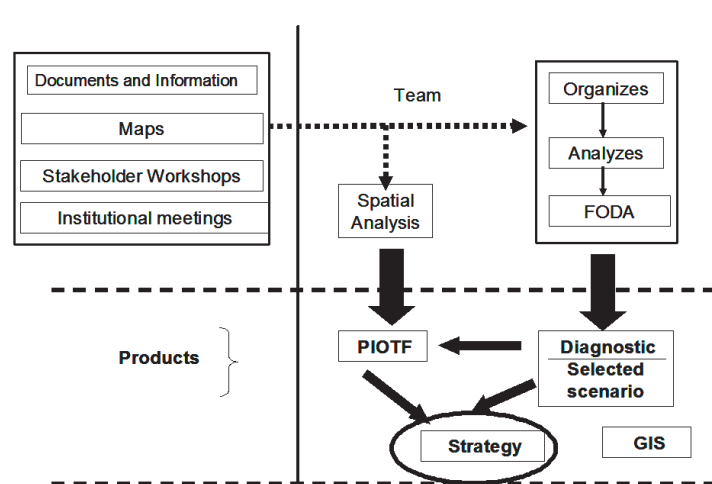 Documents and Information
Maps
Stakeholder Workshops
Institutional meetings
Team
Spatial
Analysis
Organizes
Analyzes
FODA
Products
PIOTF
Diagnostic
Selected
scenario
Strategy
GIS